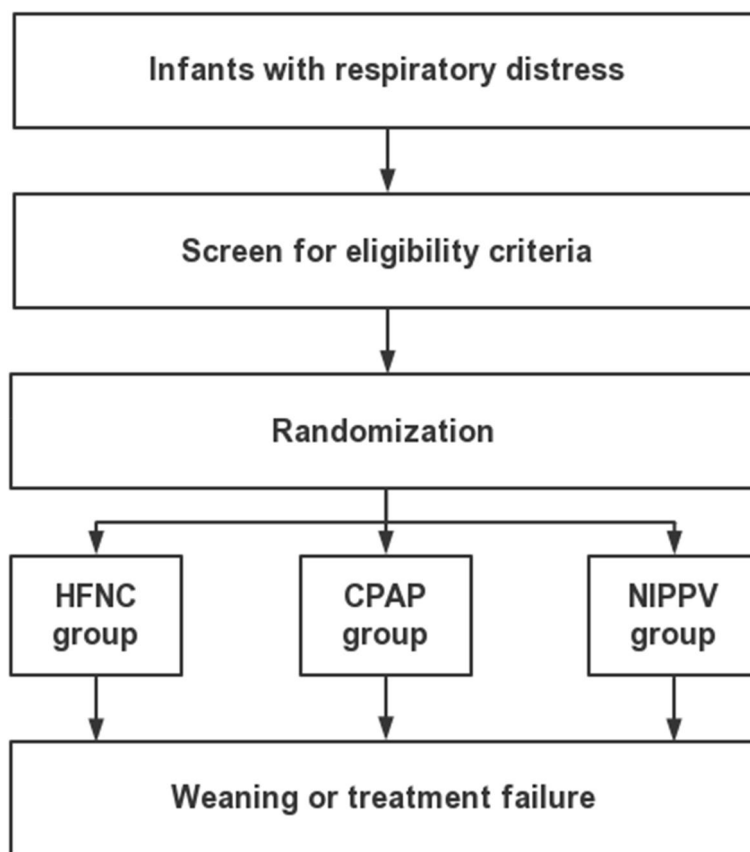 Infants with respiratory distress
Screen for eligibility criteria
Randomization
HFNC
group
CPAP
group
NIPPV
group
Weaning or treatment failure